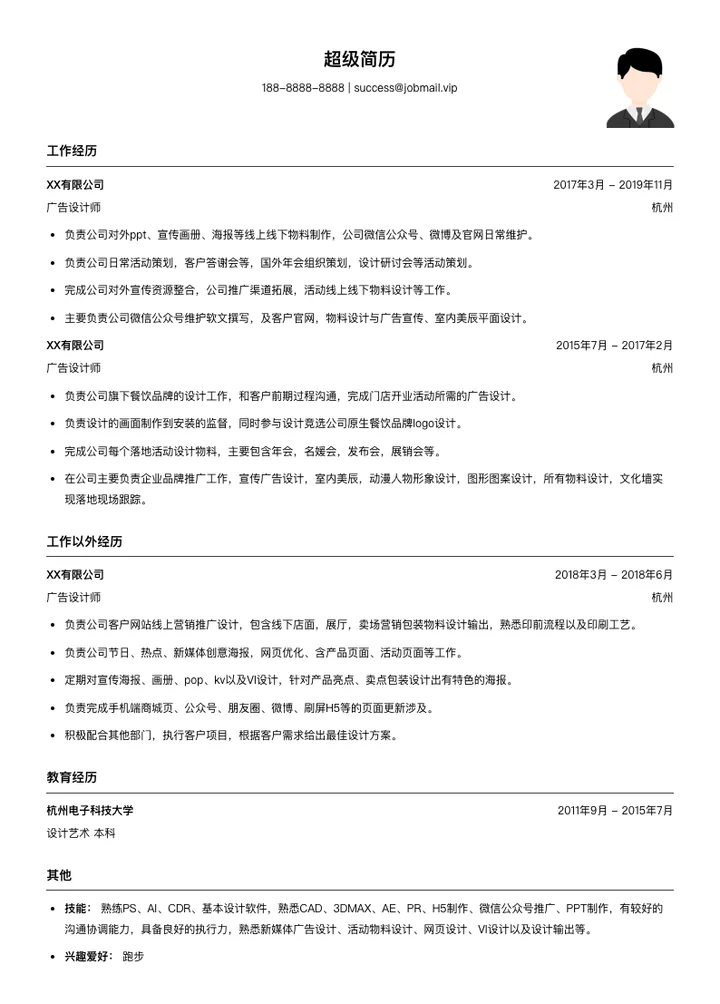 超级简历
188-8888-8888 | success@jobmail.vip
工作经历
XX有限公司 2017年3月 – 2019年11月
广告设计师 杭州
• 负责公司对外ppt、宣传画册、海报等线上线下物料制作，公司微信公众号、微博及官网日常维护。
• 负责公司日常活动策划，客户答谢会等，国外年会组织策划，设计研讨会等活动策划。
• 完成公司对外宣传资源整合，公司推广渠道拓展，活动线上线下物料设计等工作。
• 主要负责公司微信公众号维护软文撰写，及客户官网，物料设计与广告宣传、室内美辰平面设计。
XX有限公司 2015年7月 – 2017年2月
广告设计师 杭州
• 负责公司旗下餐饮品牌的设计工作，和客户前期过程沟通，完成门店开业活动所需的广告设计。
• 负责设计的画面制作到安装的监督，同时参与设计竞选公司原生餐饮品牌logo设计。
• 完成公司每个落地活动设计物料，主要包含年会，名媛会，发布会，展销会等。
• 在公司主要负责企业品牌推广工作，宣传广告设计，室内美辰，动漫人物形象设计，图形图案设计，所有物料设计，文化墙实
现落地现场跟踪。
工作以外经历
XX有限公司 2018年3月 – 2018年6月
广告设计师 杭州
• 负责公司客户网站线上营销推广设计，包含线下店面，展厅，卖场营销包装物料设计输出，熟悉印前流程以及印刷工艺。
• 负责公司节日、热点、新媒体创意海报，网页优化、含产品页面、活动页面等工作。
• 定期对宣传海报、画册、pop、kv以及VI设计，针对产品亮点、卖点包装设计出有特色的海报。
• 负责完成手机端商城页、公众号、朋友圈、微博、刷屏H5等的页面更新涉及。
• 积极配合其他部门，执行客户项目，根据客户需求给出最佳设计方案。
教育经历
杭州电子科技大学 2011年9月 – 2015年7月
设计艺术 本科
其他
• 技能： 熟练PS、AI、CDR、基本设计软件，熟悉CAD、3DMAX、AE、PR、H5制作、微信公众号推广、PPT制作，有较好的
沟通协调能力，具备良好的执行力，熟悉新媒体广告设计、活动物料设计、网页设计、VI设计以及设计输出等。
• 兴趣爱好： 跑步